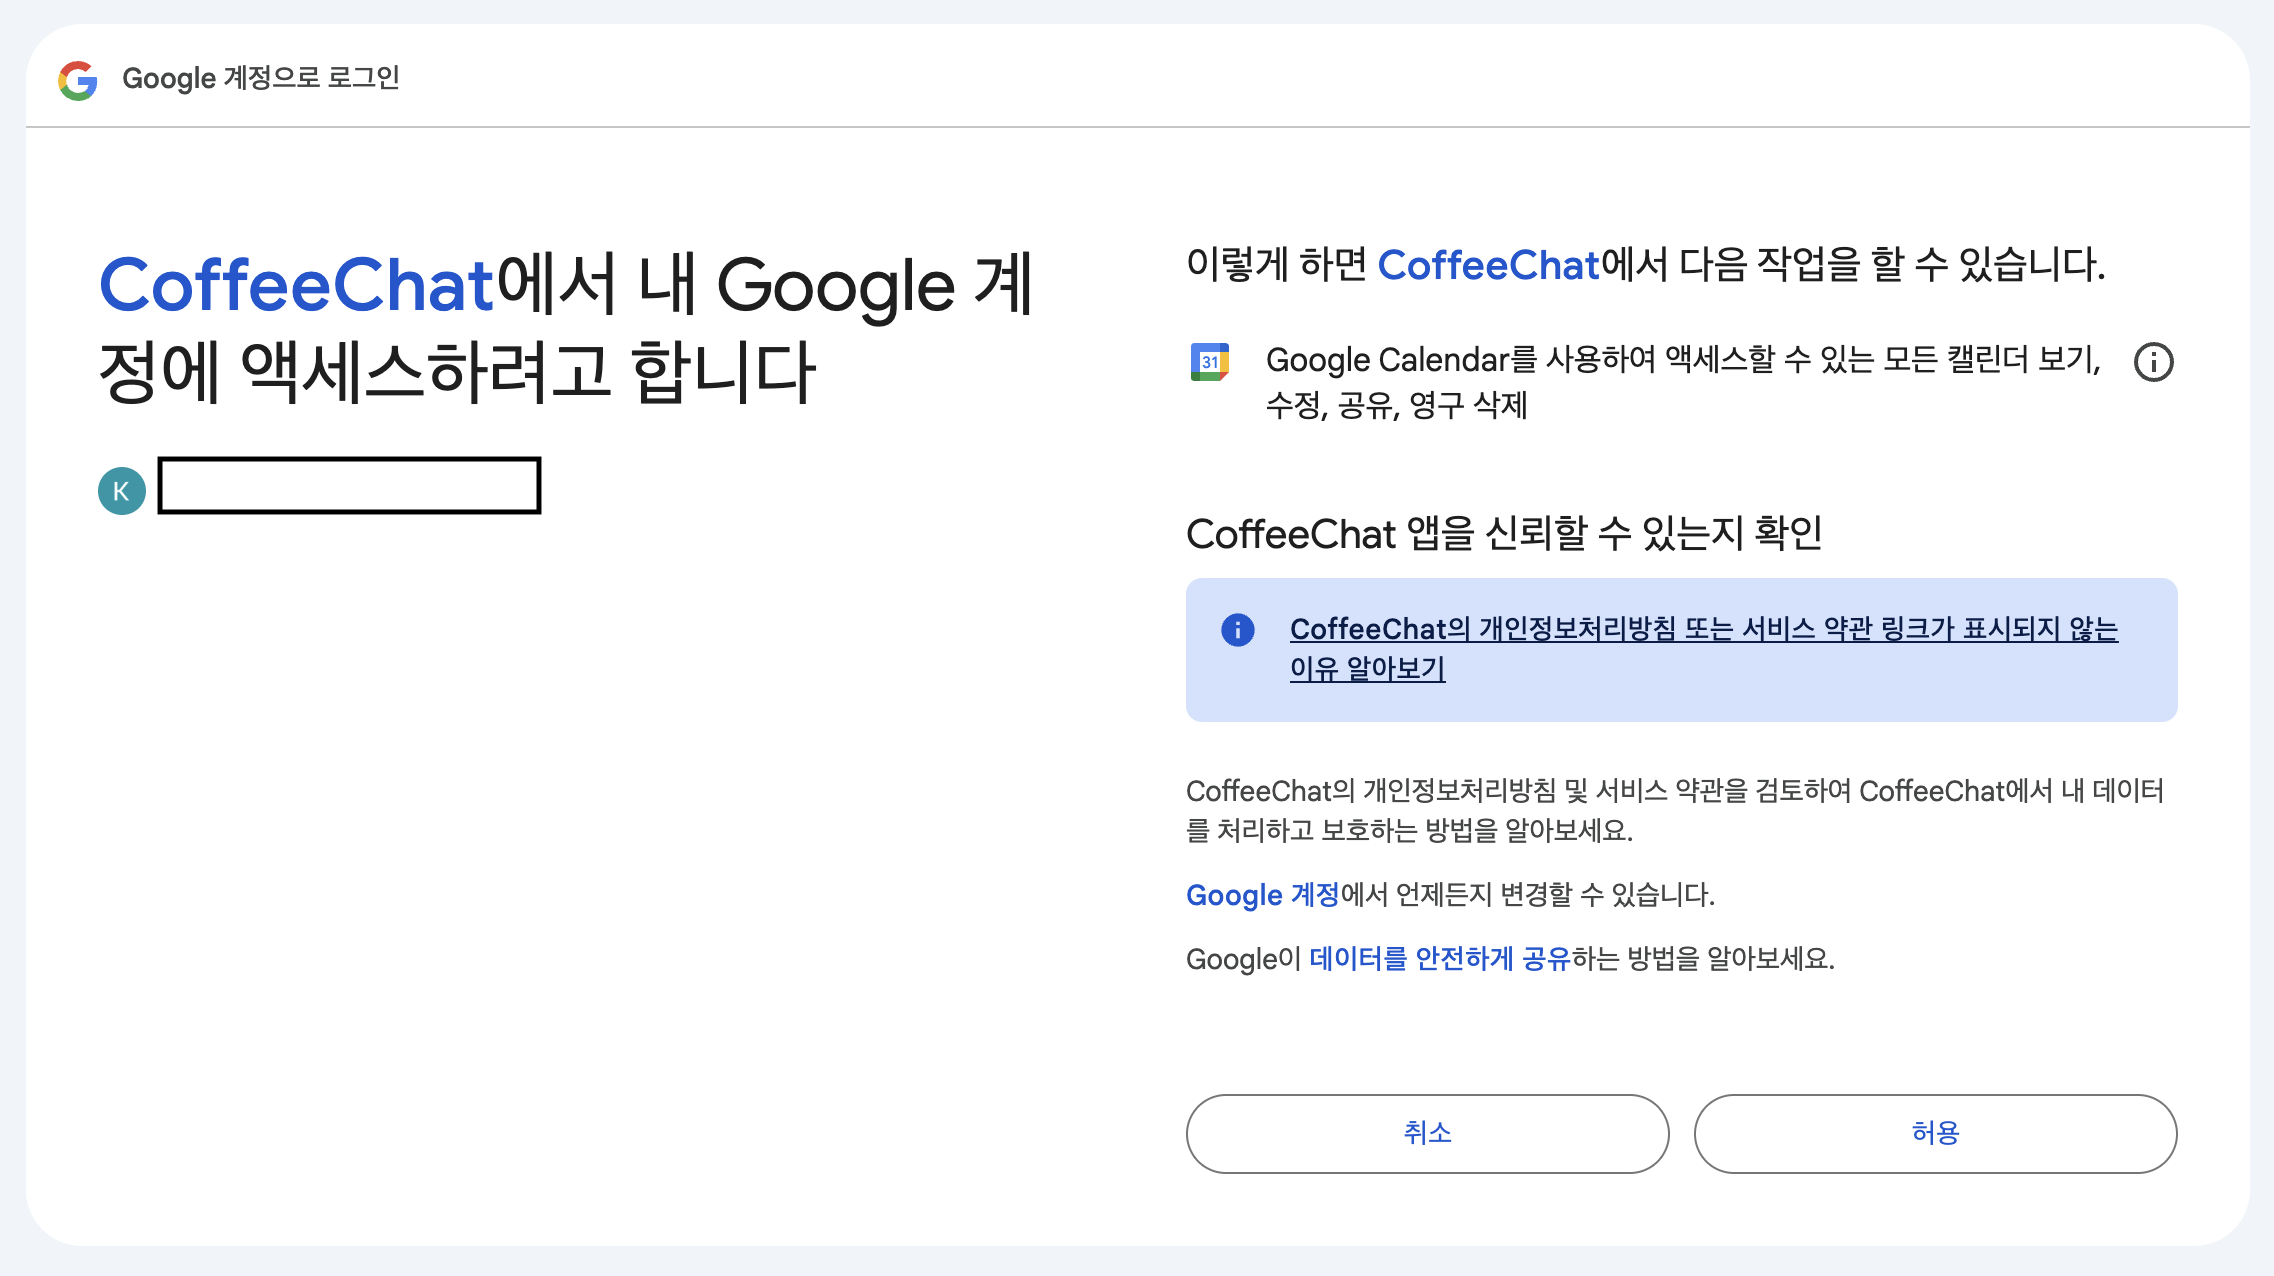 Google 계정으로 로그인
CoffeeChat에서 내 Google 계
정에 액세스하려고 합니다
K
이렇게 하면 CoffeeChat에서 다음 작업을 할 수 있습니다.
31
Google Calendar를 사용하여 액세스할 수 있는 모든 캘린더 보기,
수정, 공유, 영구 삭제
CoffeeChat 앱을 신뢰할 수 있는지 확인
CoffeeChat의 개인정보처리방침 또는 서비스 약관 링크가 표시되지 않는
이유 알아보기
CoffeeChat의 개인정보처리방침 및 서비스 약관을 검토하여 CoffeeChat에서 내 데이터
를 처리하고 보호하는 방법을 알아보세요.
Google 계정에서 언제든지 변경할 수 있습니다.
Google이 데이터를 안전하게 공유하는 방법을 알아보세요.
취소
허용